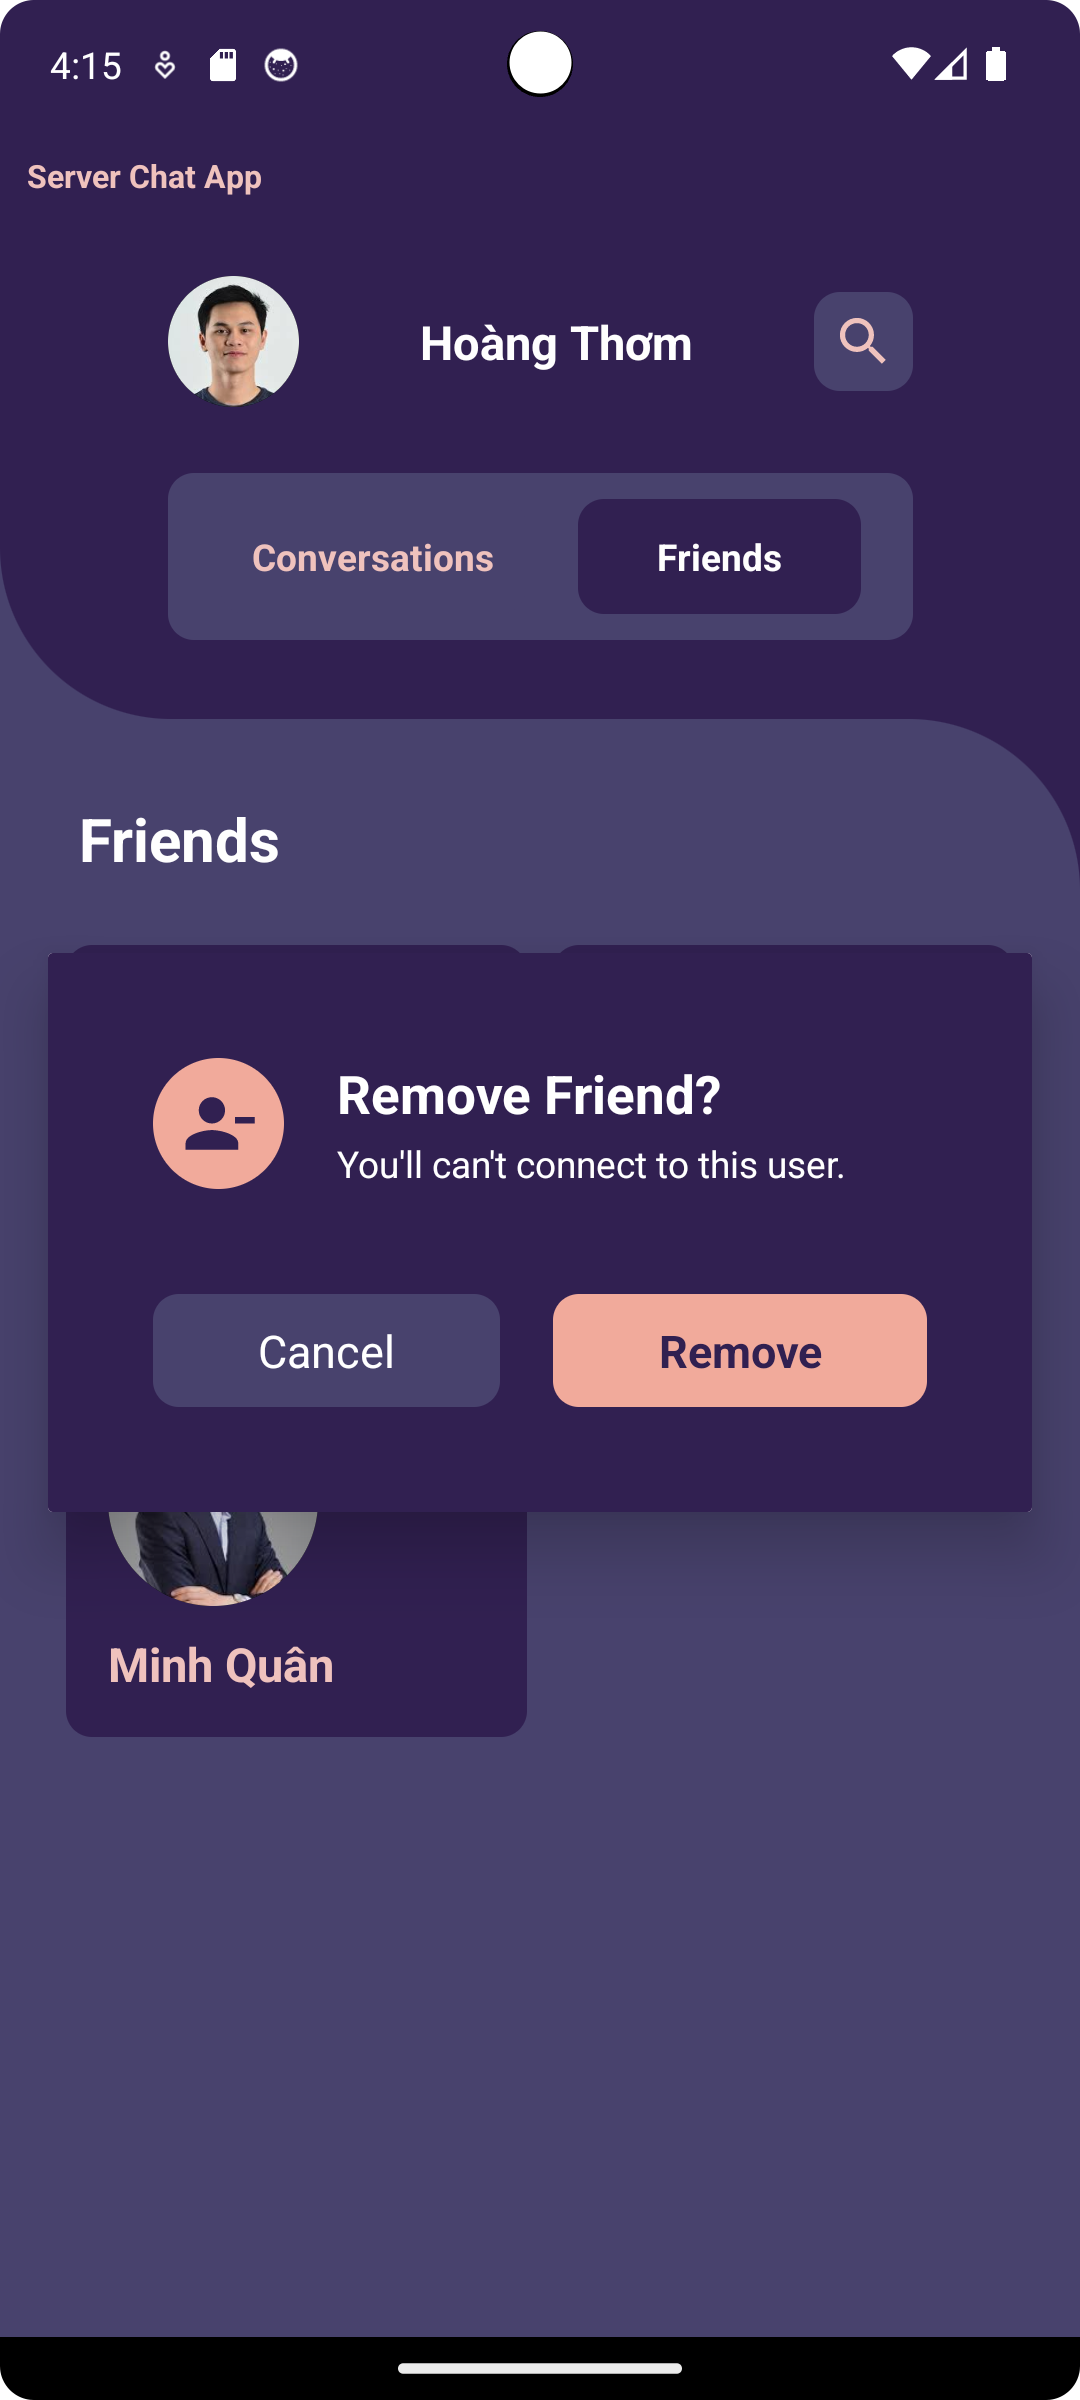 4:15
Server Chat App
Hoàng Thơm
Conversations
Friends
Friends
Remove Friend?
You'll can't connect to this user.
Cancel
Remove
Minh Quân